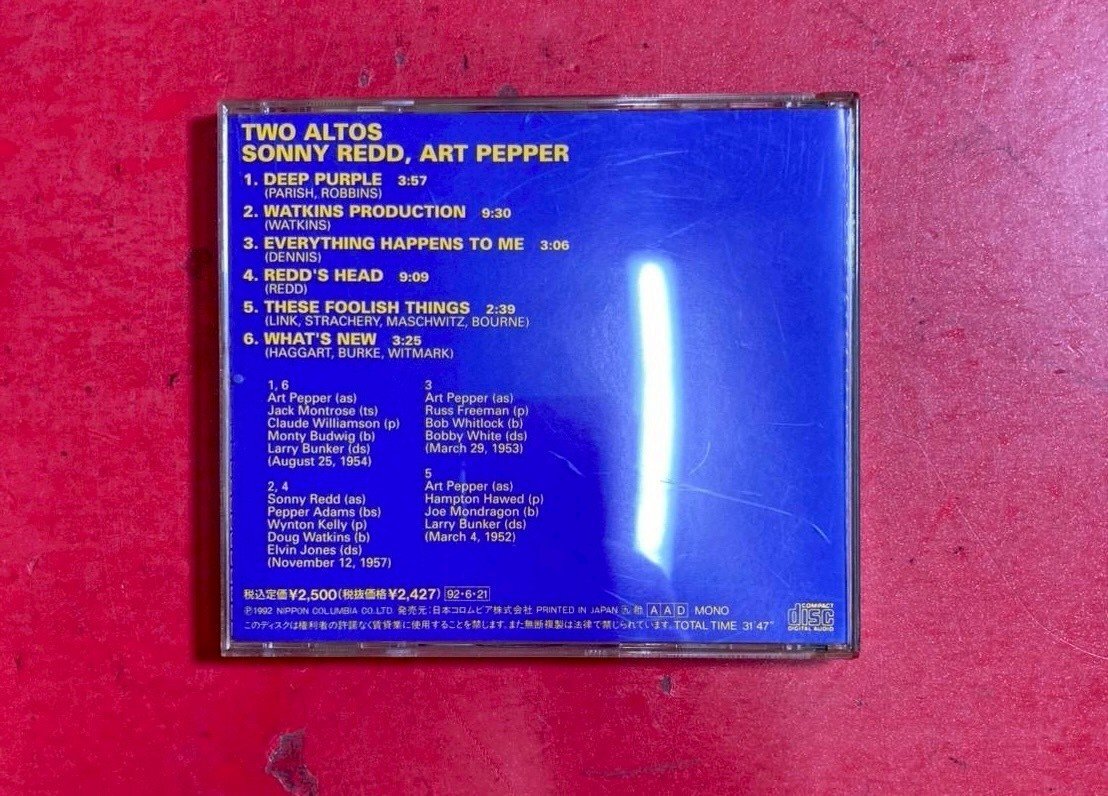 TWO ALTOS
SONNY REDD, ART PEPPER
1. DEEP PURPLE 3:57
(PARISH, ROBBINS)
2. WATKINS PRODUCTION 9:30
(WATKINS)
3. EVERYTHING HAPPENS TO ME 3:06
(DENNIS)
4. REDD'S HEAD 9:09
(REDD)
5. THESE FOOLISH THINGS 2:39
(LINK, STRACHERY, MASCHWITZ, BOURNE)
6. WHAT'S NEW 3:25
(HAGGART, BURKE, WITMARK)
1, 6
Art Pepper (as)
Jack Montrose (ts)
Claude Williamson (p)
Monty Budwig (b)
Larry Bunker (ds)
(August 25, 1954)
2, 4
Sonny Redd (as)
Pepper Adams (bs)
Wynton Kelly (p)
Doug Watkins (b)
Elvin Jones (ds)
(November 12, 1957)
3
Art Pepper (as)
Russ Freeman (p)
Bob Whitlock (b)
Bobby White (ds)
(March 29, 1953)
5
Art Pepper (as)
Hampton Hawed (p)
Joe Mondragon (b)
Larry Bunker (ds)
(March 4, 1952)
税込定価¥2,500(税抜価格¥2,427) 92·6·21
Ⓟ1992 NIPPON COLUMBIA CO.,LTD. 発売元:日本コロムビア株式会社 PRINTED IN JAPAN AAD MONO
このディスクは権利者の許諾なく賃貸業に使用することを禁じます。また無断複製は法律で禁じられています。TOTAL TIME 31'47"
COMPACT
disc
DIGITAL AUDIO